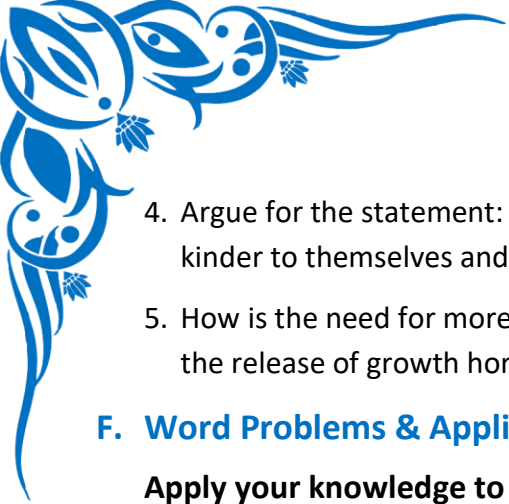 4. Argue for the statement:
kinder to themselves and
5. How is the need for more
the release of growth hor
F. Word Problems & Appli
Apply your knowledge to